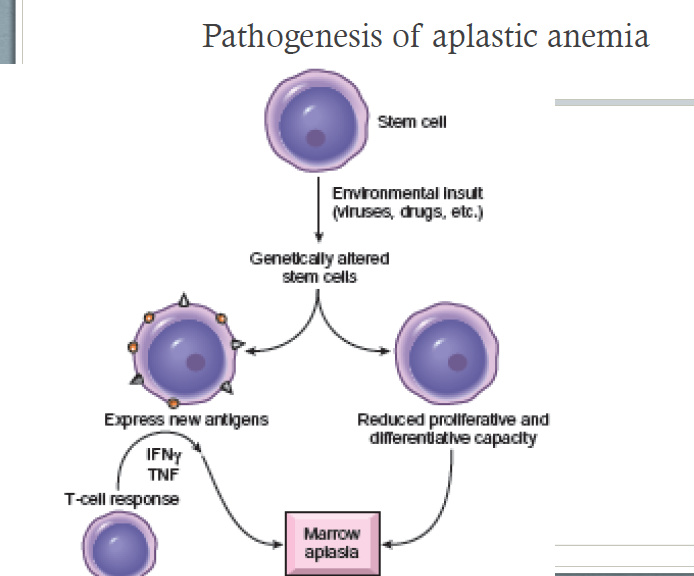 Pathogenesis of aplastic anemia
Stem cell
Environmental insult
(viruses, drugs, etc.)
Genetically altered
stem cells
Express new antigens
Reduced proliferative and
differentiative capacity
IFNγ
TNF
T-cell response
Marrow
aplasia